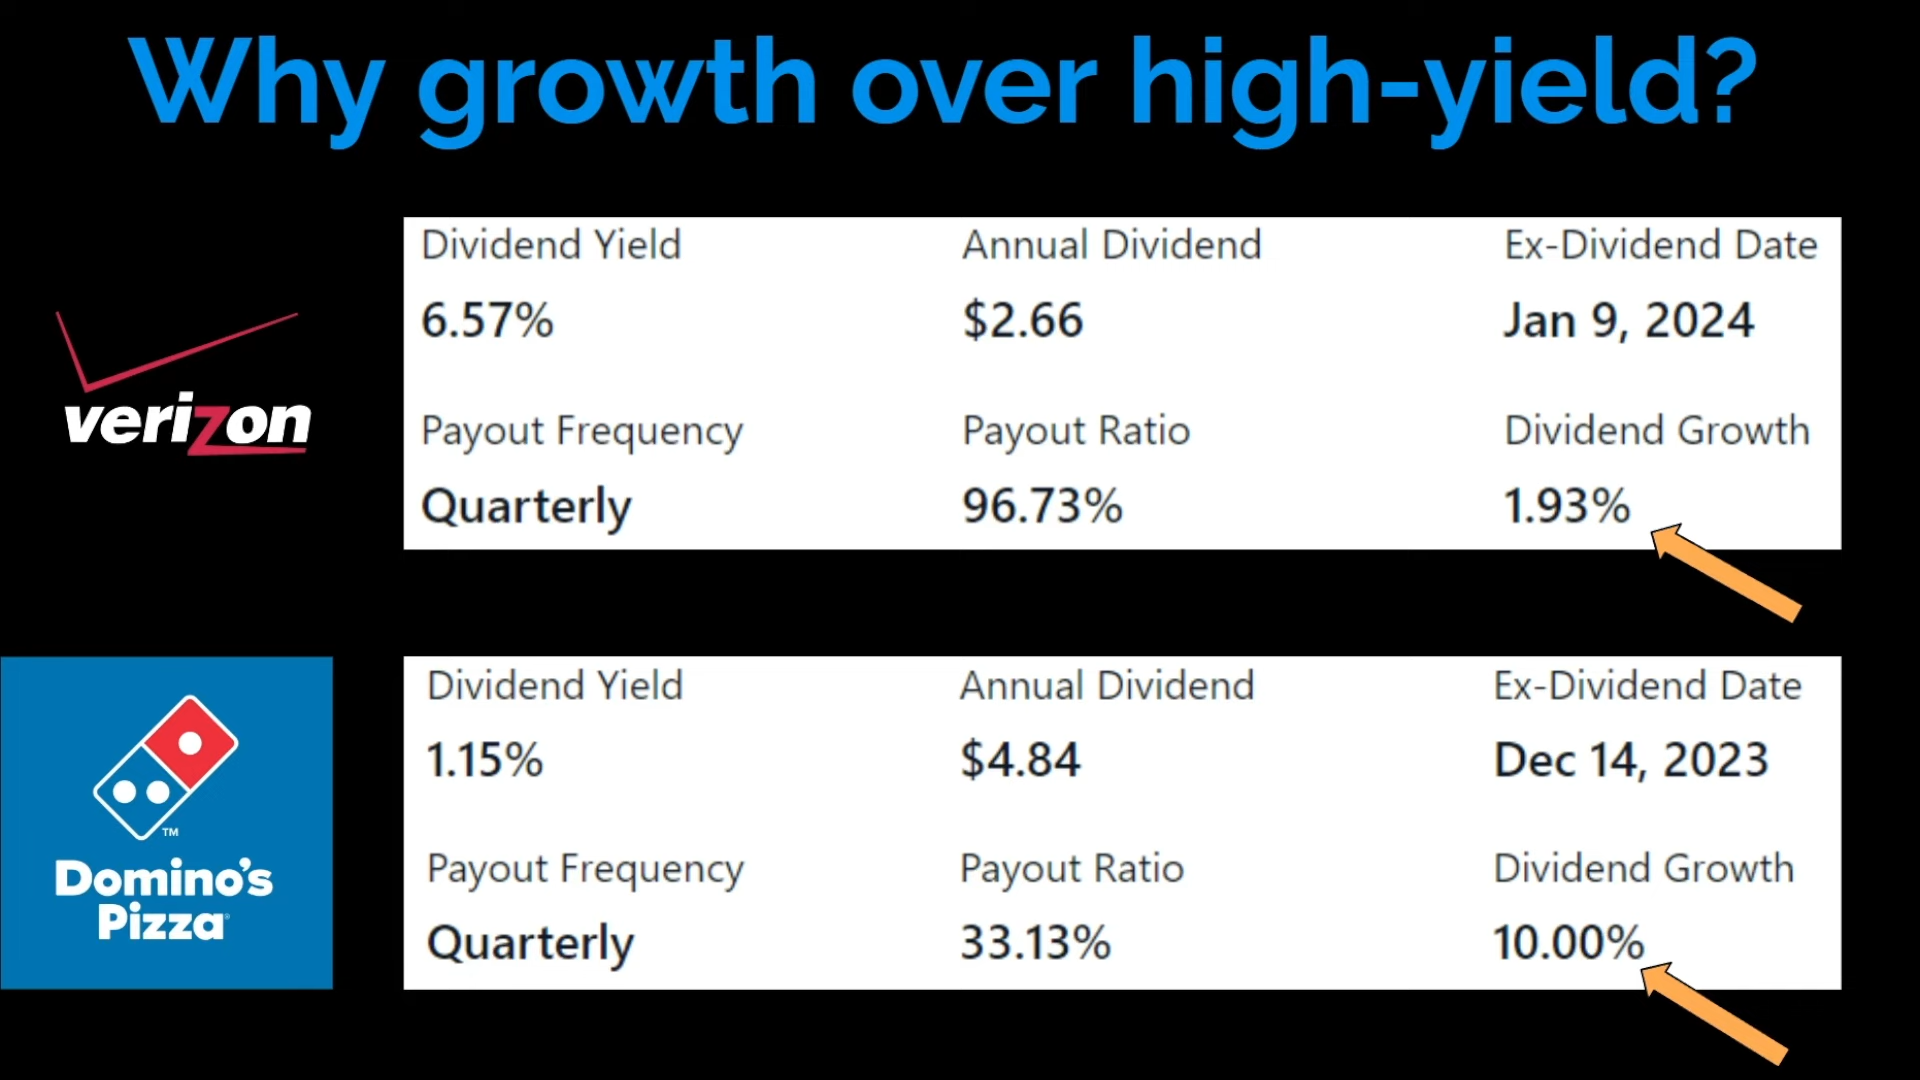 Why growth over high-yield?
verizon
Dividend Yield Annual Dividend Ex-Dividend Date
6.57% $2.66 Jan 9, 2024
Payout Frequency Payout Ratio Dividend Growth
Quarterly 96.73% 1.93%
Dividend Yield Annual Dividend Ex-Dividend Date
1.15% $4.84 Dec 14, 2023
TM
Domino's
Pizza®
Payout Frequency Payout Ratio Dividend Growth
Quarterly 33.13% 10.00%